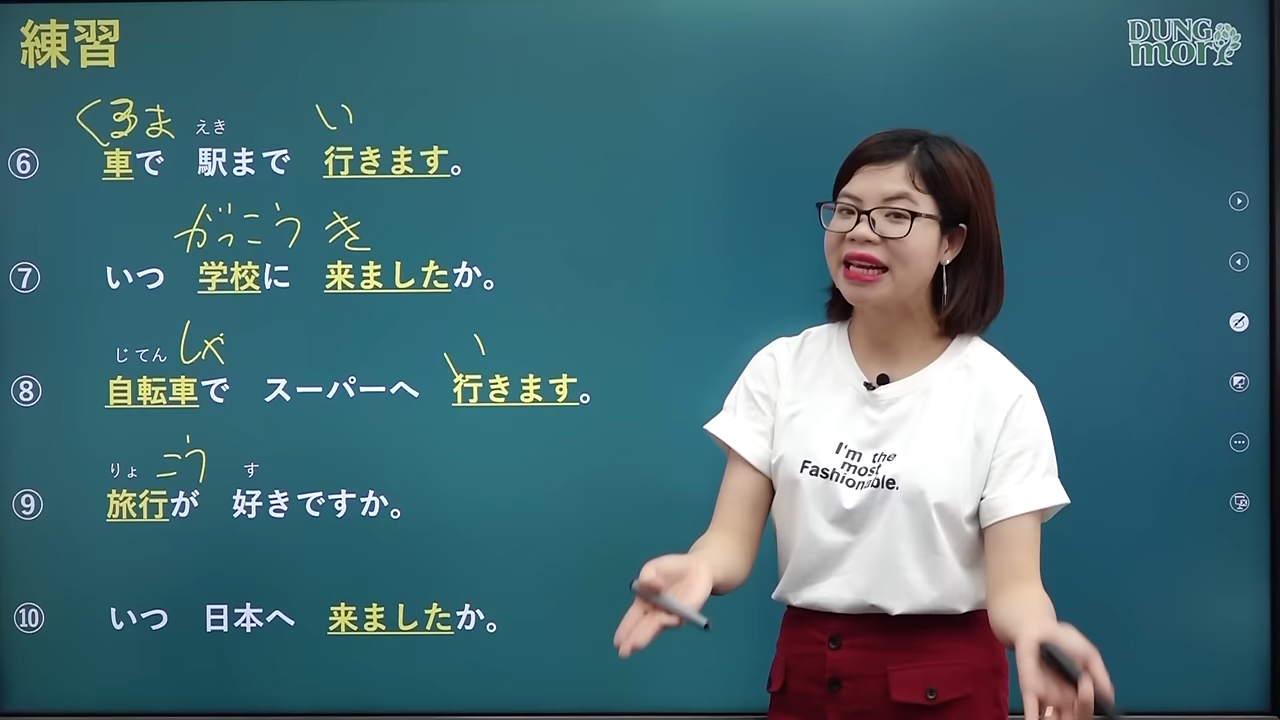 練習
DUNG
mori
くるま えき い
⑥ 車で 駅まで 行きます。
がっこう き
⑦ いつ 学校に 来ましたか。
じてん しゃ い
⑧ 自転車で スーパーへ 行きます。
りょ こう す
⑨ 旅行が 好きですか。
⑩ いつ 日本へ 来ましたか。
I'm the
most
Fashionable.